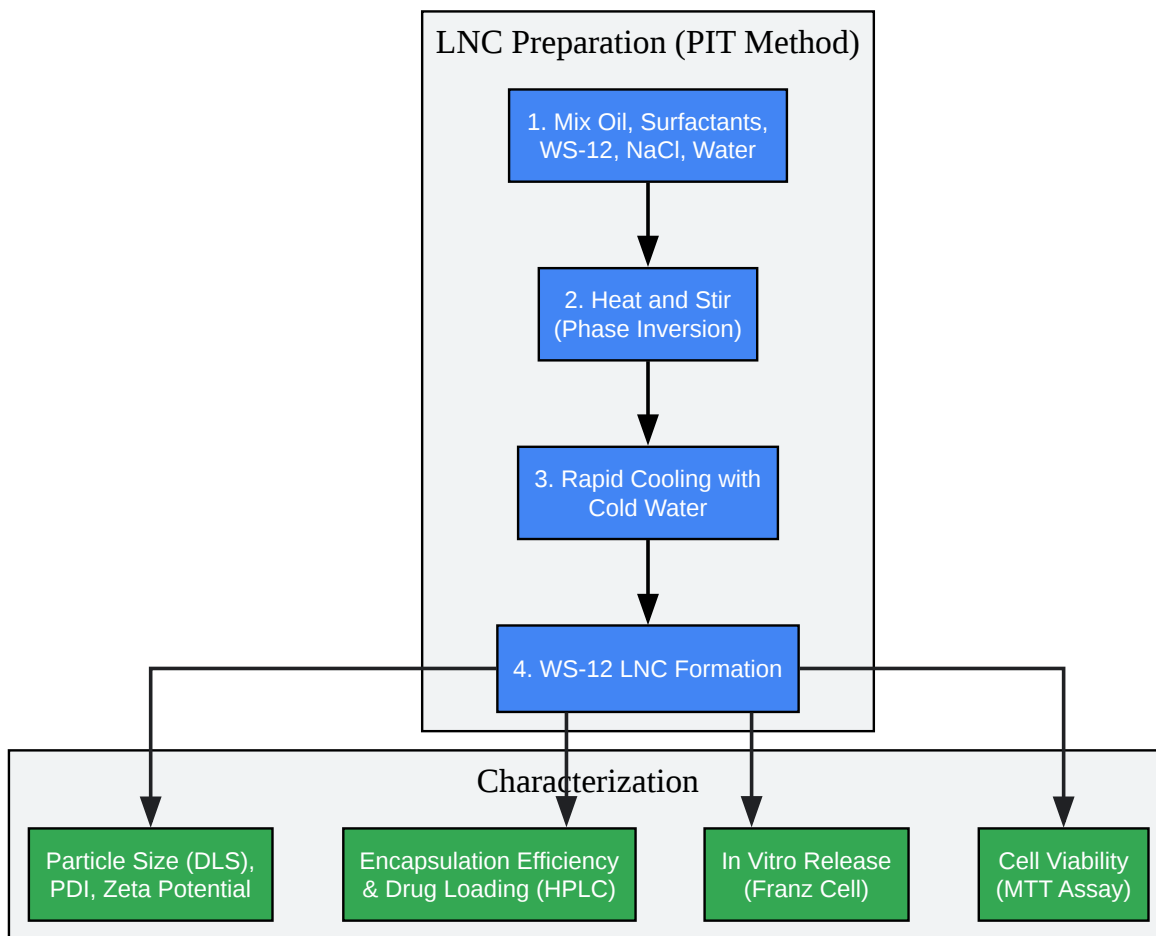 LNC Preparation (PIT Method)
1. Mix Oil, Surfactants,
WS-12, NaCl, Water
2. Heat and Stir
(Phase Inversion)
3. Rapid Cooling with
Cold Water
4. WS-12 LNC Formation
Characterization
Particle Size (DLS),
PDI, Zeta Potential
Encapsulation Efficiency
& Drug Loading (HPLC)
In Vitro Release
(Franz Cell)
Cell Viability
(MTT Assay)